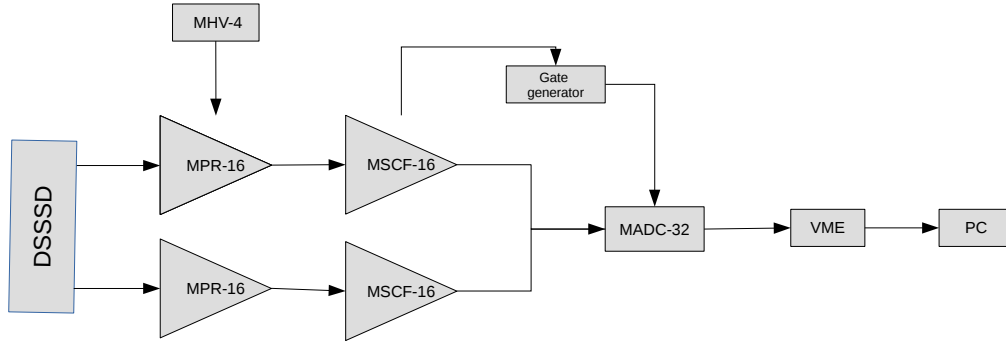 MHV-4
Gate
generator
DSSSD
MPR-16
MSCF-16
MADC-32
VME
PC
MPR-16
MSCF-16